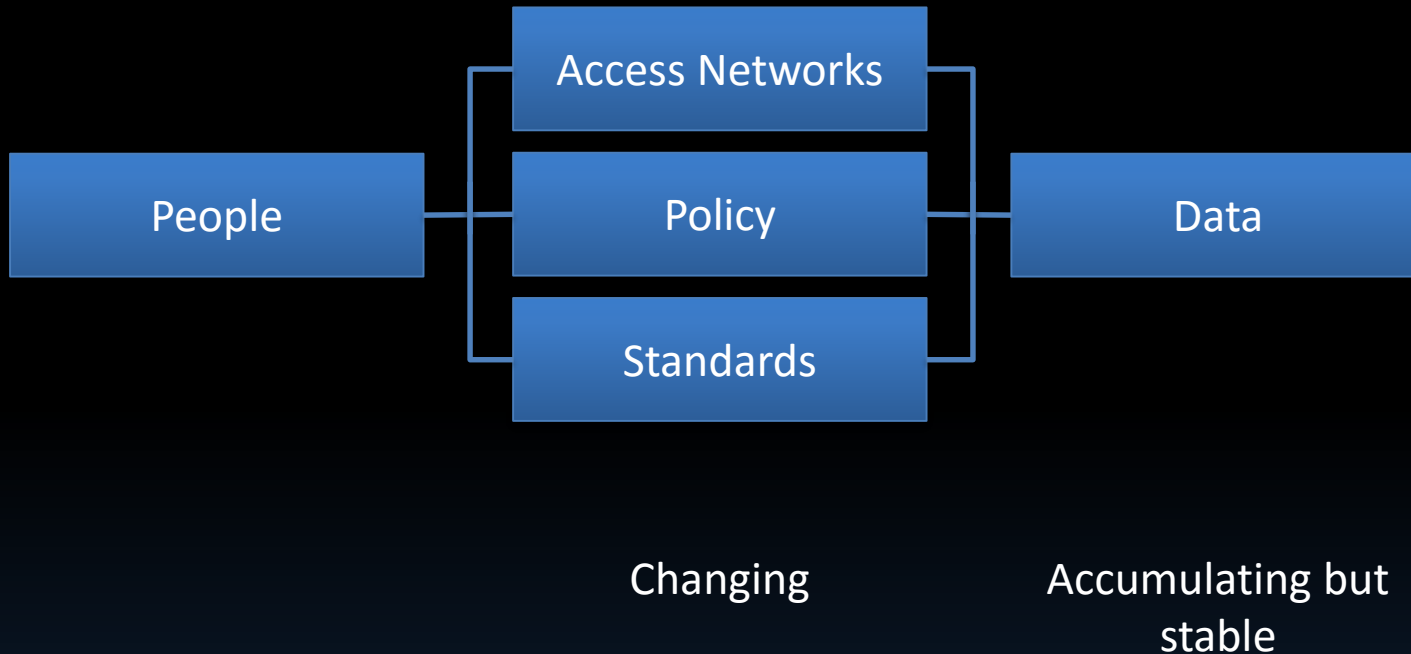 Access Networks
People
Policy
Data
Standards
Changing
Accumulating but
stable